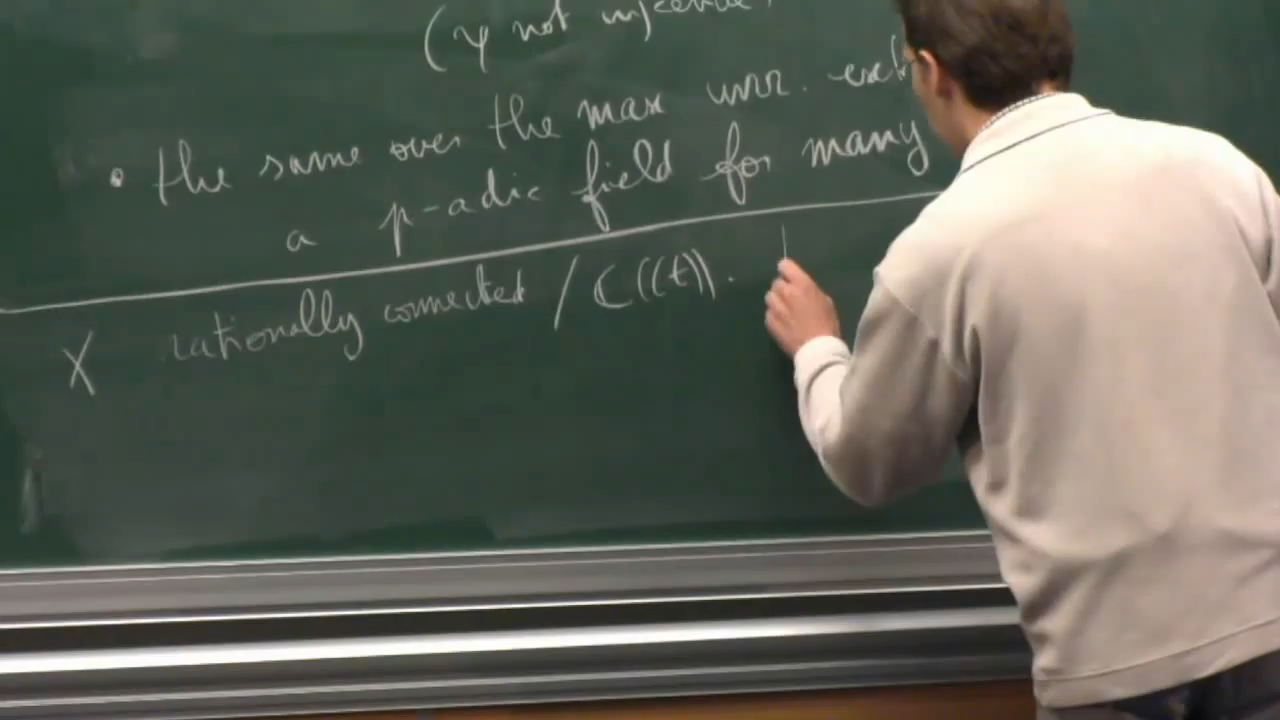 (ψ not injective)
• the same over the max unr. ext
a p-adic field for many
X rationally connected / ℂ((t)).